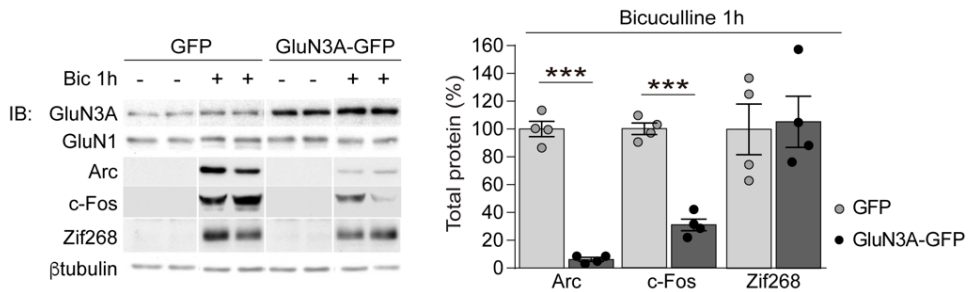 GFP GluN3A-GFP
Bic 1h - - + + - - + +
IB: GluN3A
GluN1
Arc
c-Fos
Zif268
βtubulin
Bicuculline 1h
Total protein (%)
160
140
120
100
80
60
40
20
0
*** ***
Arc c-Fos Zif268
GFP
GluN3A-GFP